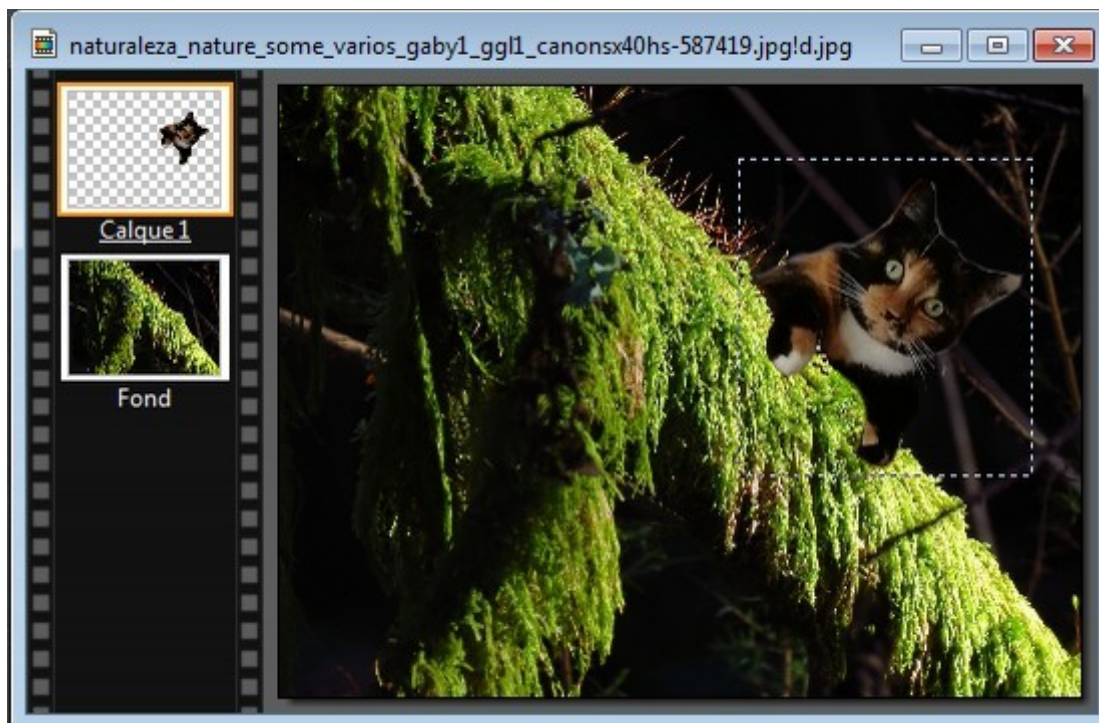 naturaleza_nature_some_varios_gaby1_ggl1_canonsx40hs-587419.jpg!d.jpg
Calque 1
Fond